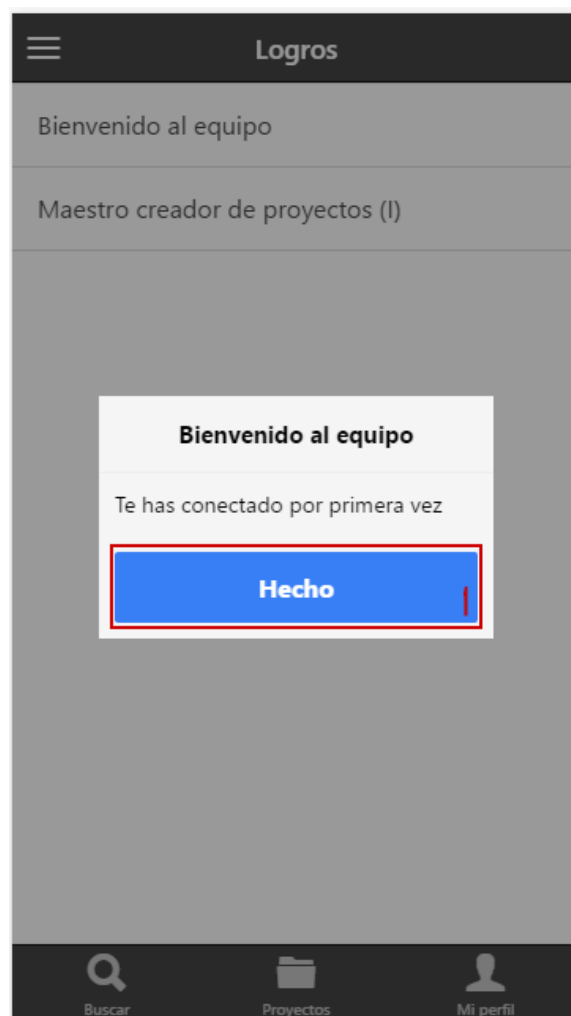 Logros
Bienvenido al equipo
Maestro creador de proyectos (I)
Bienvenido al equipo
Te has conectado por primera vez
Hecho
1
Buscar Proyectos Mi perfil